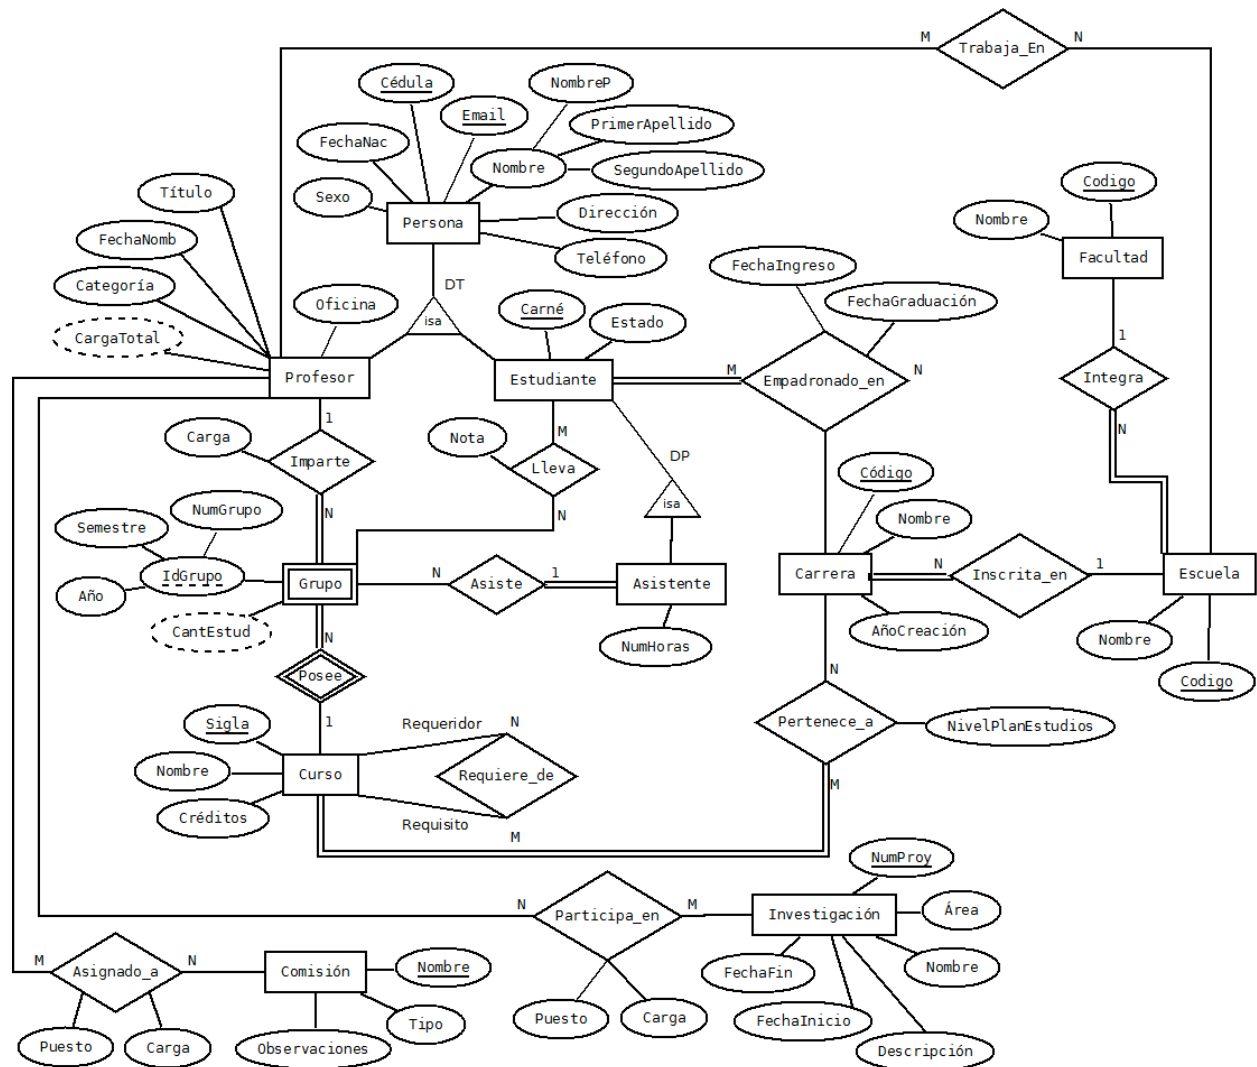 M
Trabaja_En
N
Cédula
NombreP
Email
PrimerApellido
FechaNac
Nombre
SegundoApellido
Título
Sexo
Dirección
Persona
Codigo
Nombre
FechaNomb
Teléfono
Facultad
FechaIngreso
Categoría
DT
Oficina
isa
Carné
Estado
FechaGraduación
CargaTotal
1
Profesor
Estudiante
M
Empadronado_en
N
Integra
1
Carga
Nota
M
N
Imparte
Lleva
DP
Código
NumGrupo
isa
N
N
Nombre
Semestre
IdGrupo
Grupo
N
Asiste
1
Asistente
Carrera
N
Inscrita_en
1
Escuela
Año
CantEstud
N
NumHoras
AñoCreación
Nombre
Posee
N
Codigo
Sigla
1
Requeridor
N
Pertenece_a
NivelPlanEstudios
Nombre
Curso
Requiere_de
M
Créditos
Requisito
M
NumProy
N
Participa_en
M
Investigación
Área
M
Asignado_a
N
Comisión
Nombre
FechaFin
Nombre
Puesto
Carga
Tipo
Puesto
Carga
FechaInicio
Observaciones
Descripción